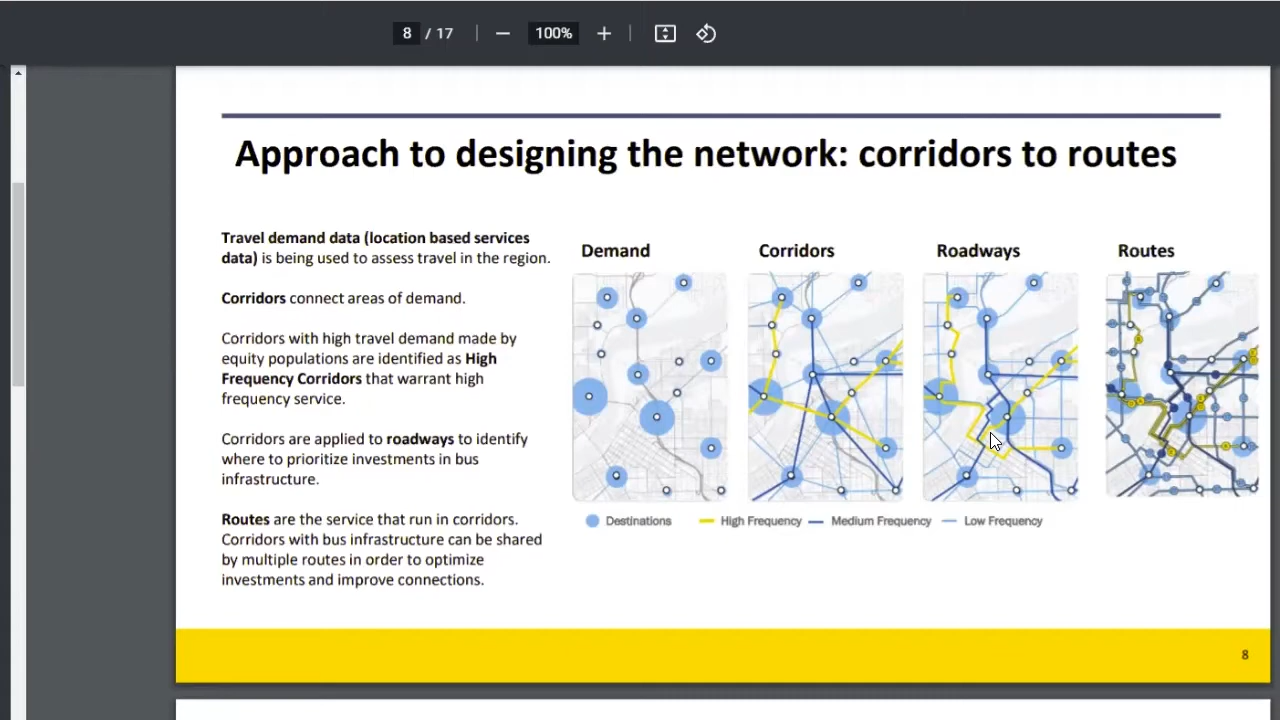 8 / 17
100%
Approach to designing the network: corridors to routes
Travel demand data (location based services
data) is being used to assess travel in the region.
Corridors connect areas of demand.
Corridors with high travel demand made by
equity populations are identified as High
Frequency Corridors that warrant high
frequency service.
Corridors are applied to roadways to identify
where to prioritize investments in bus
infrastructure.
Routes are the service that run in corridors.
Corridors with bus infrastructure can be shared
by multiple routes in order to optimize
investments and improve connections.
Demand
Corridors
Roadways
Routes
Destinations
High Frequency
Medium Frequency
Low Frequency
8